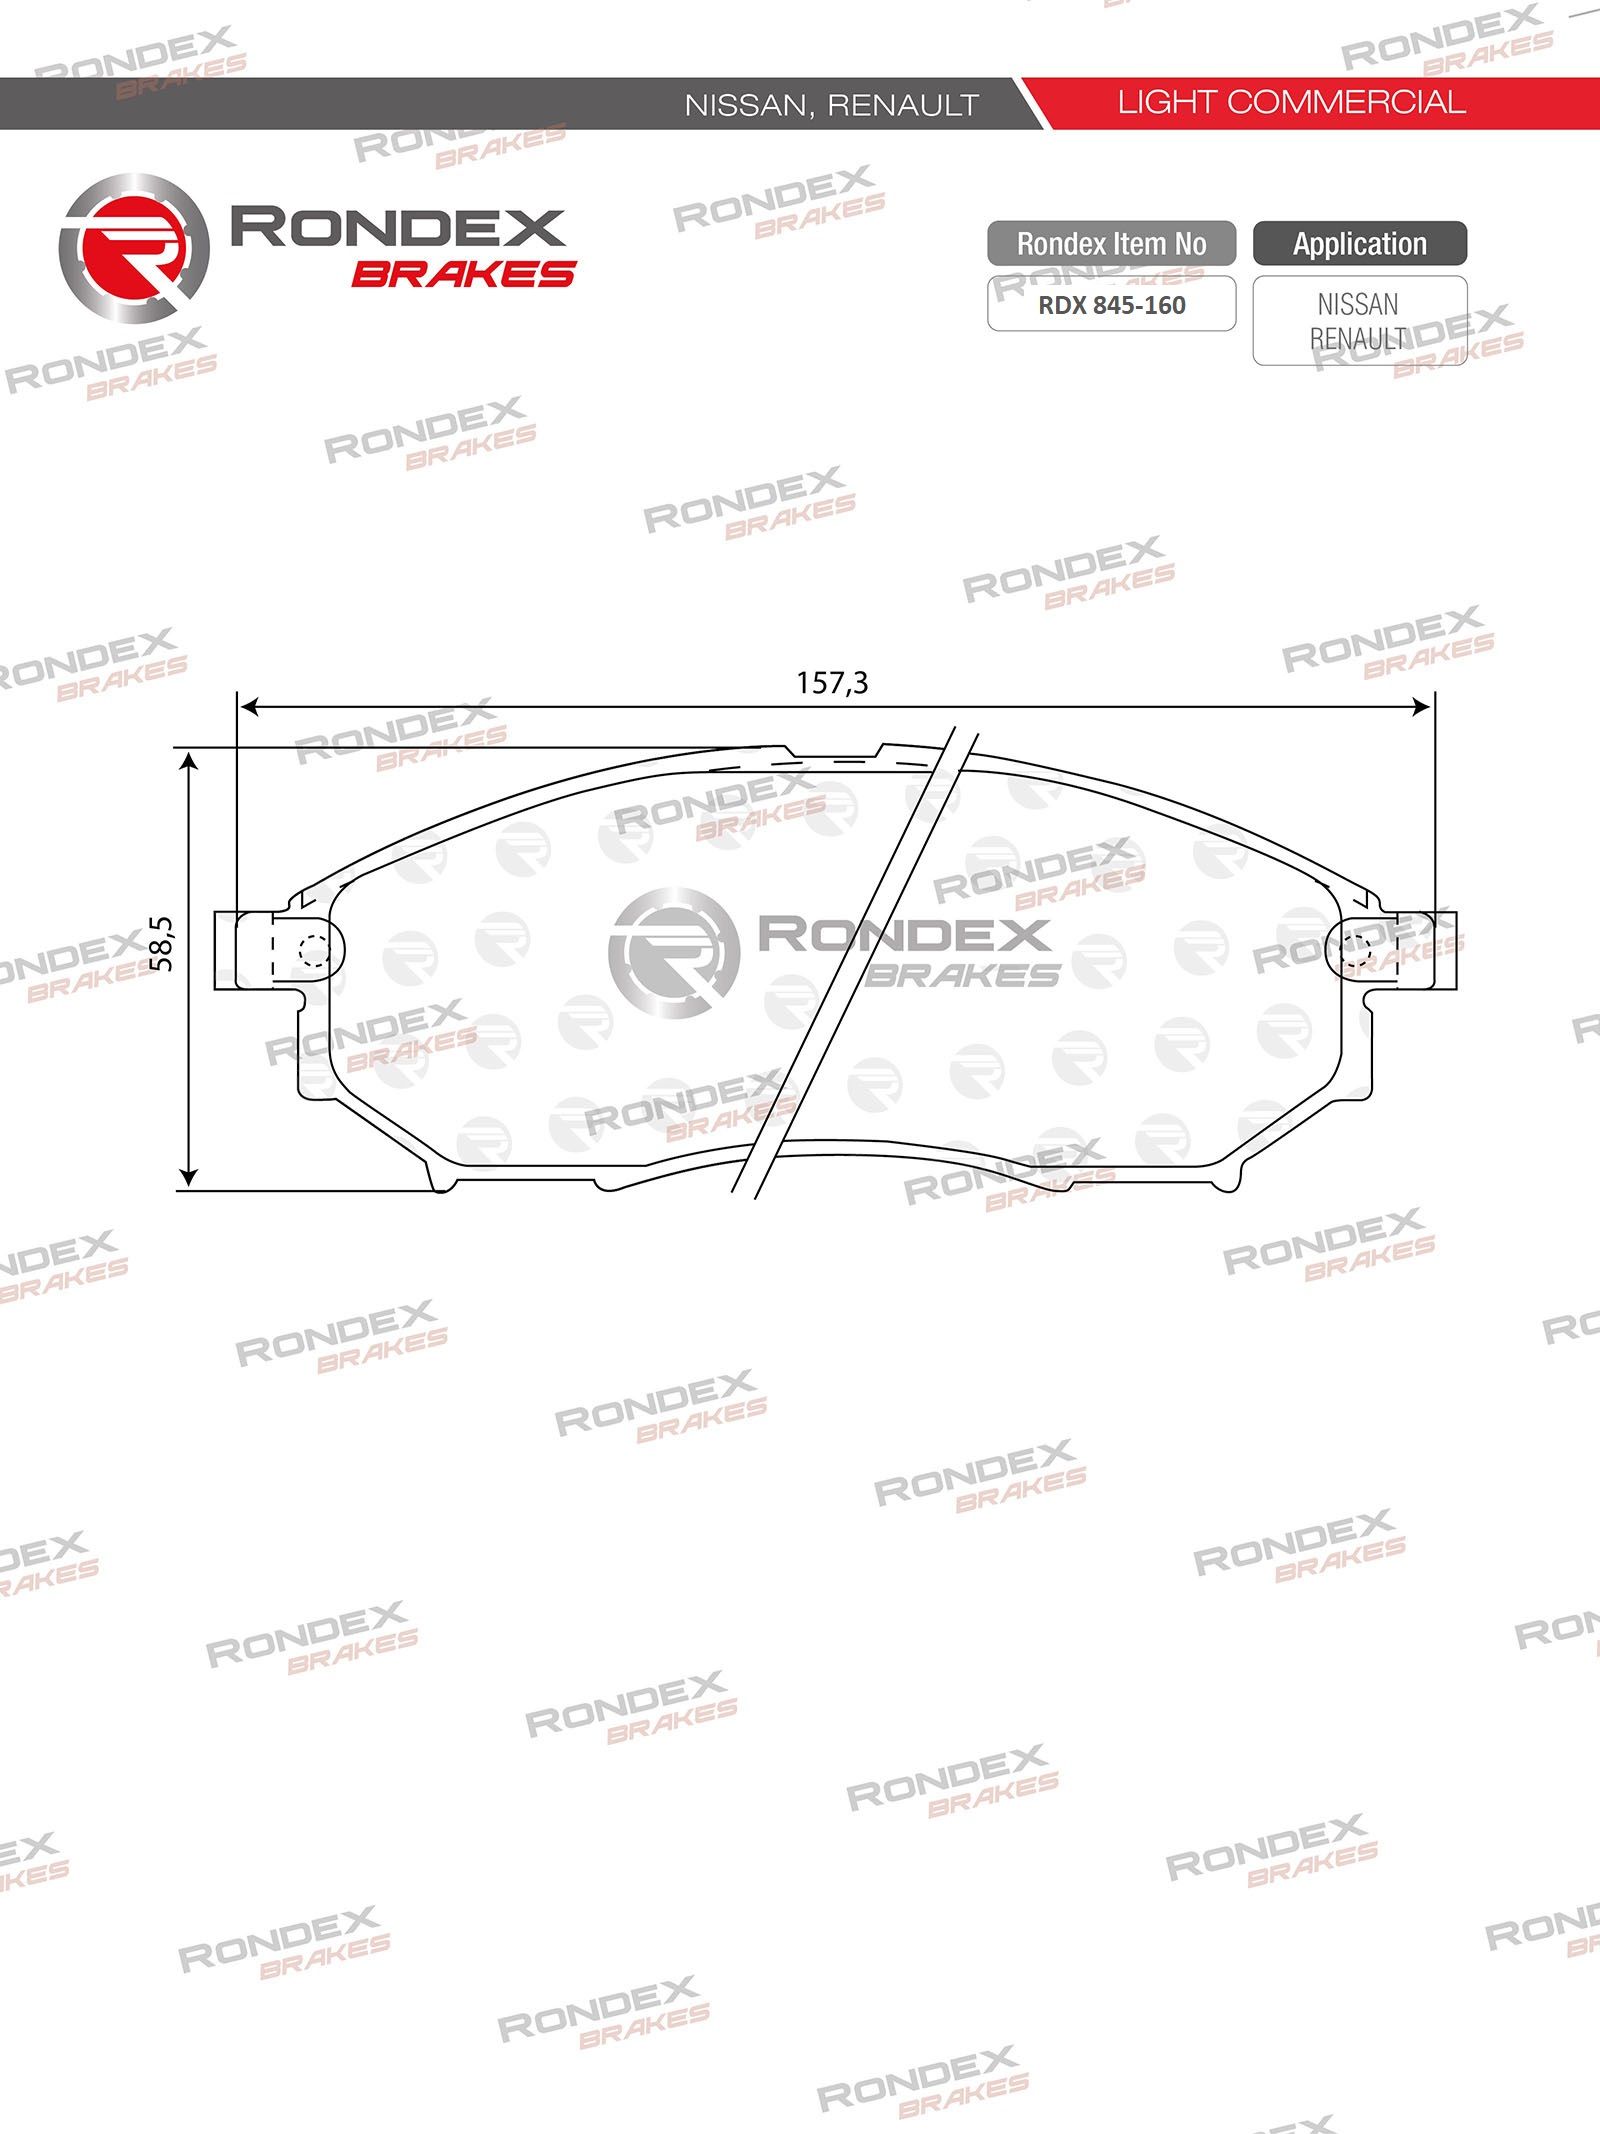 NISSAN, RENAULT
LIGHT COMMERCIAL
RONDEX
BRAKES
Rondex Item No
Application
RDX 845-160
NISSAN
RENAULT
157,3
58,5
RONDEX
BRAKES